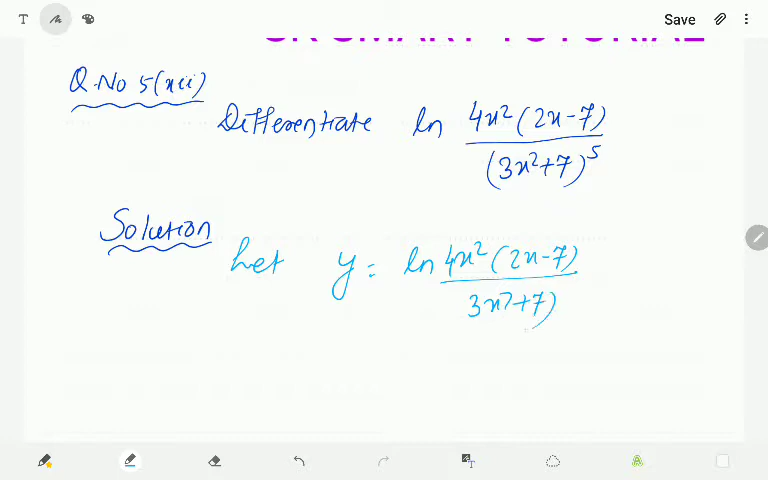 T Save
Q.No 5(xii)
Differentrate ln 4x²(2x-7)
(3x²+7)⁵
Solution
Let y = ln 4x²(2x-7)
3x²+7)